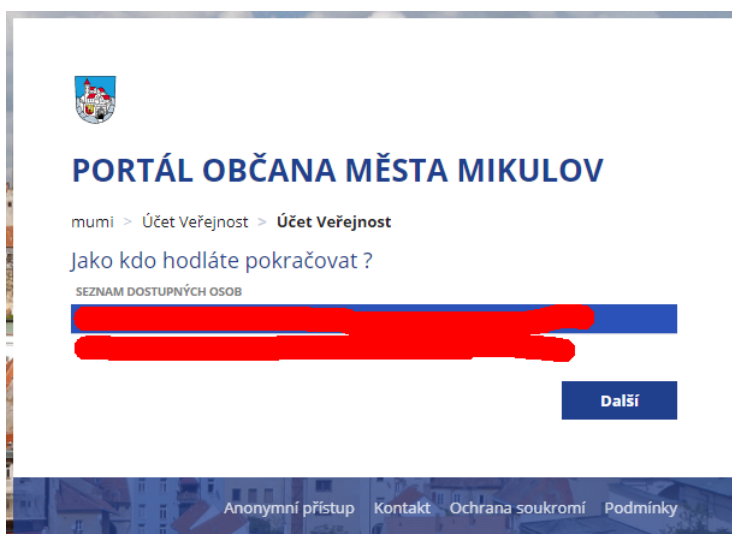 PORTÁL OBČANA MĚSTA MIKULOV
mumi > Účet Veřejnost > Účet Veřejnost
Jako kdo hodláte pokračovat ?
SEZNAM DOSTUPNÝCH OSOB
Další
Anonymní přístup Kontakt Ochrana soukromí Podmínky